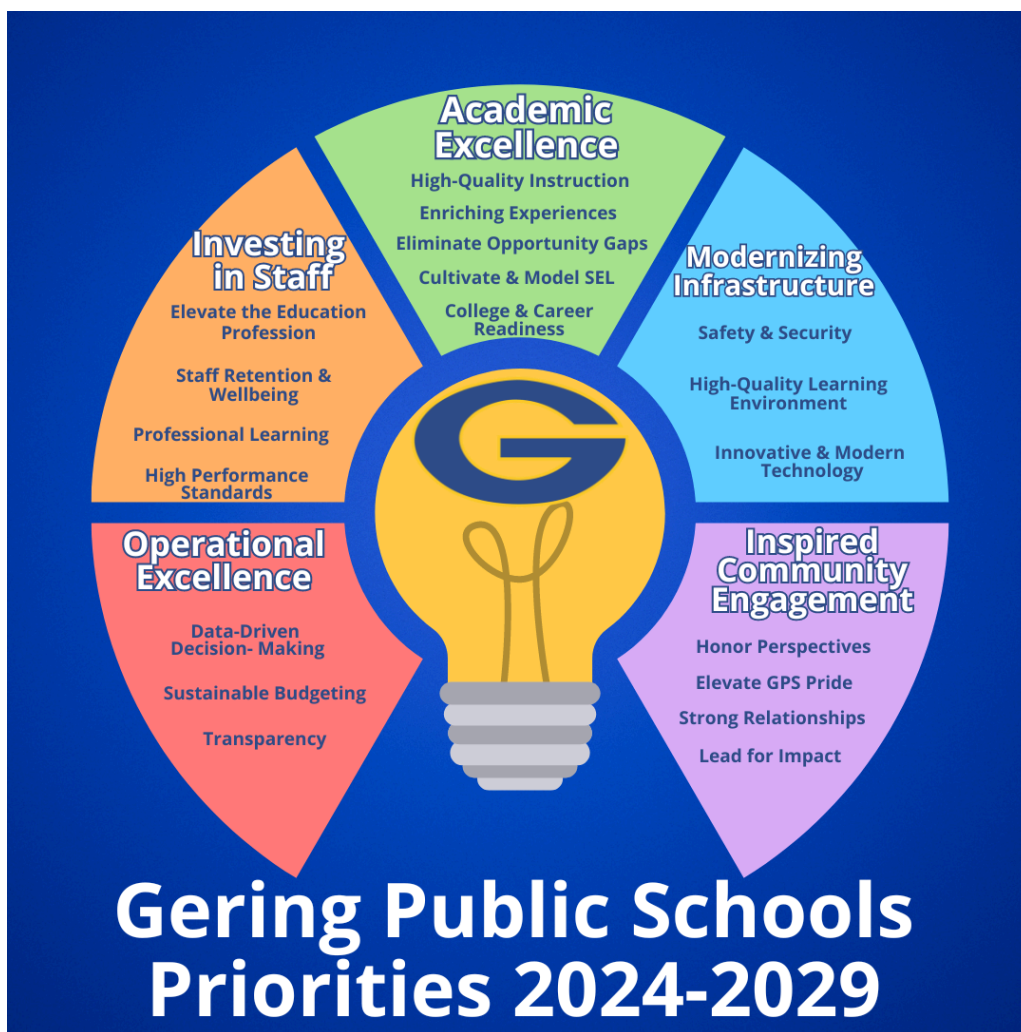 Academic
Excellence
High-Quality Instruction
Enriching Experiences
Eliminate Opportunity Gaps
Cultivate & Model SEL
College & Career
Readiness
Investing
in Staff
Elevate the Education
Profession
Staff Retention &
Wellbeing
Professional Learning
High Performance
Standards
Modernizing
Infrastructure
Safety & Security
High-Quality Learning
Environment
Innovative & Modern
Technology
G
Operational
Excellence
Data-Driven
Decision- Making
Sustainable Budgeting
Transparency
Inspired
Community
Engagement
Honor Perspectives
Elevate GPS Pride
Strong Relationships
Lead for Impact
Gering Public Schools
Priorities 2024-2029